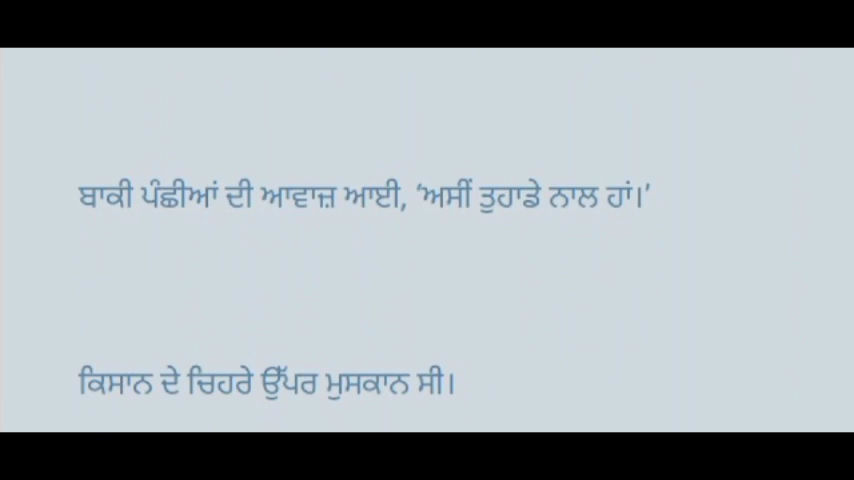 ਬਾਕੀ ਪੰਛੀਆਂ ਦੀ ਆਵਾਜ਼ ਆਈ, ‘ਅਸੀਂ ਤੁਹਾਡੇ ਨਾਲ ਹਾਂ।’
ਕਿਸਾਨ ਦੇ ਚਿਹਰੇ ਉੱਪਰ ਮੁਸਕਾਨ ਸੀ।